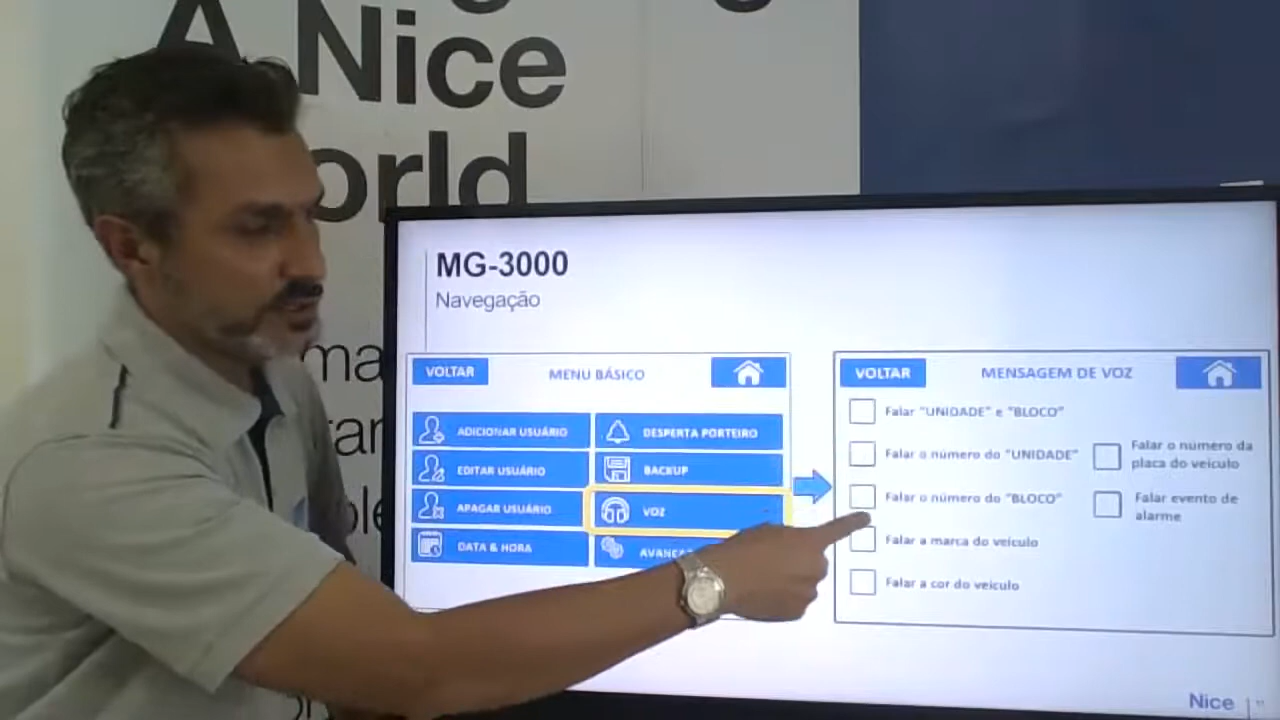 A Nice
orld
ma
MG-3000
Navegação
VOLTAR
MENU BÁSICO
ADICIONAR USUÁRIO
DESPERTA PORTEIRO
EDITAR USUÁRIO
BACKUP
APAGAR USUÁRIO
VOZ
DATA & HORA
AVANÇA
VOLTAR
MENSAGEM DE VOZ
Falar "UNIDADE" e "BLOCO"
Falar o número do "UNIDADE"
Falar o número do "BLOCO"
Falar a marca do veículo
Falar a cor do veículo
Falar o número da
placa do veículo
Falar evento de
alarme
Nice